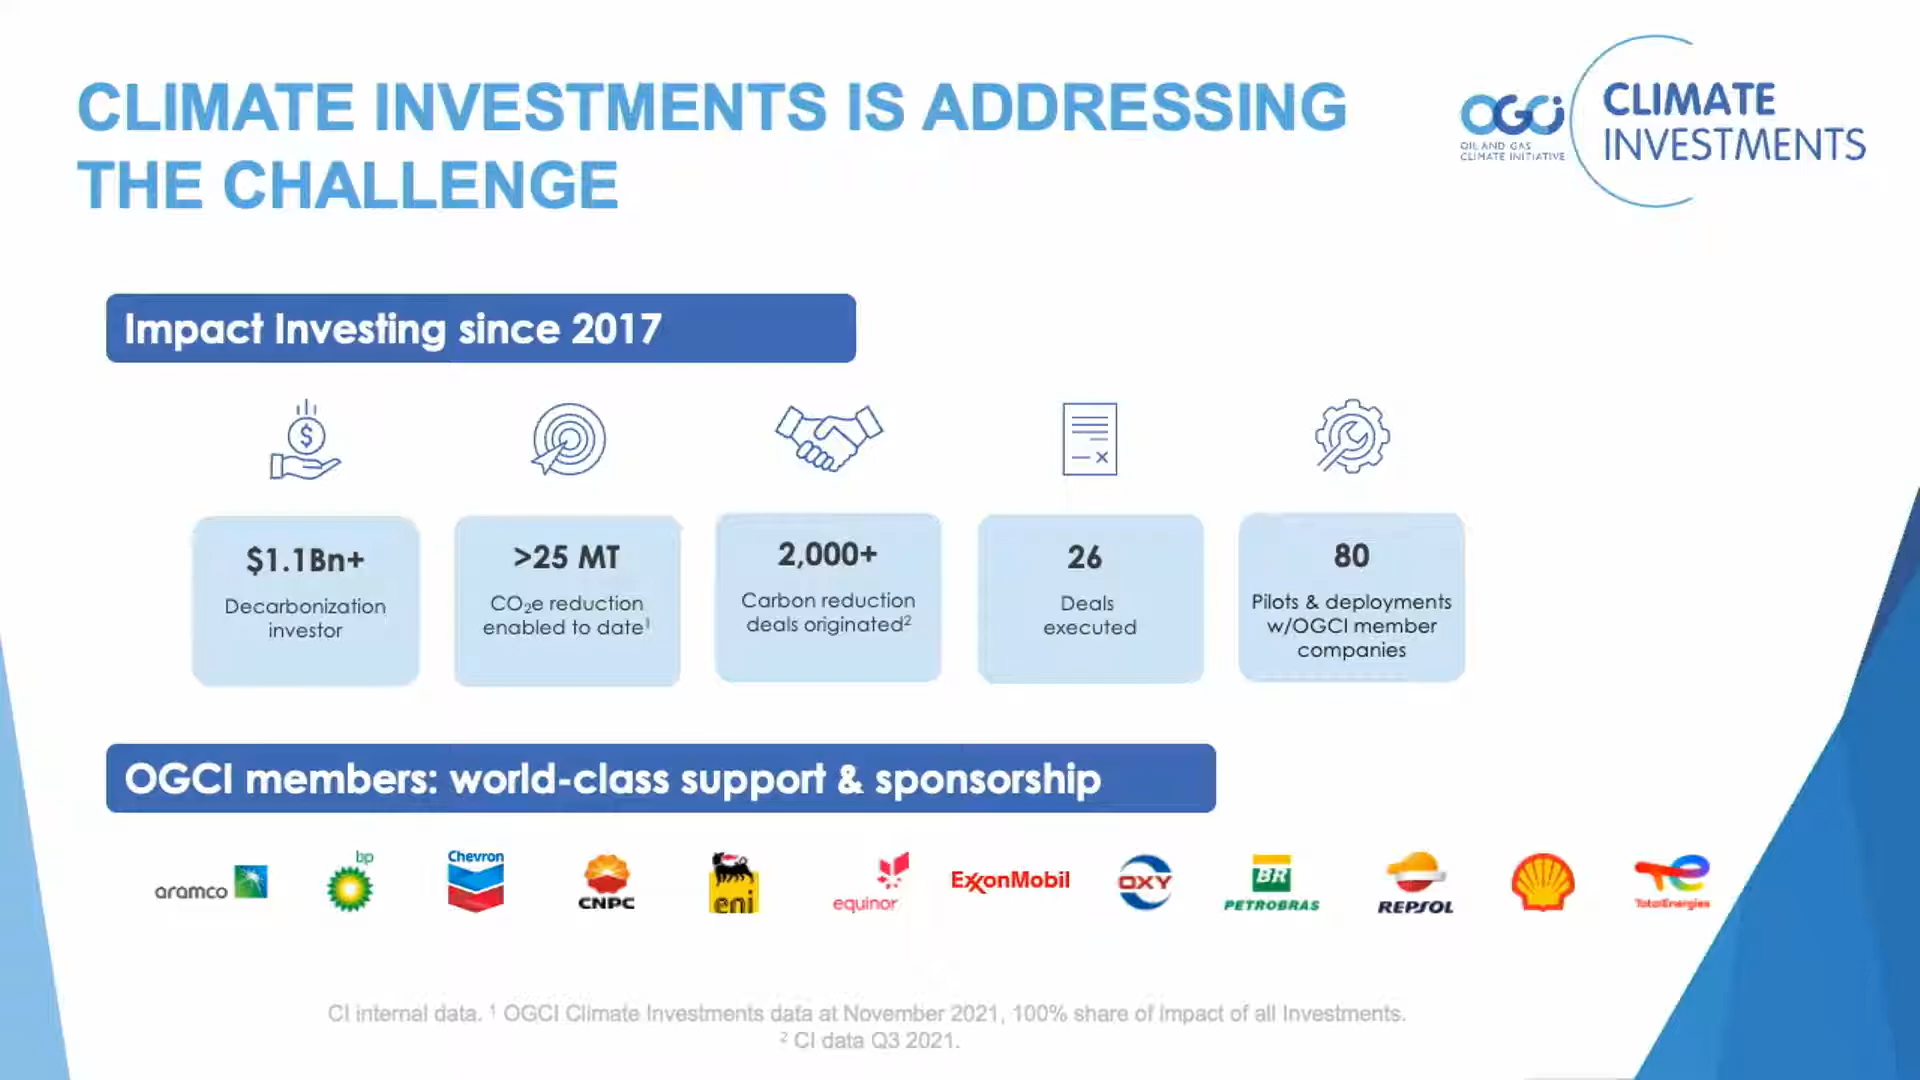 CLIMATE INVESTMENTS IS ADDRESSING
THE CHALLENGE
OGCi
OIL AND GAS
CLIMATE INITIATIVE
CLIMATE
INVESTMENTS
Impact Investing since 2017
$
$1.1Bn+
Decarbonization
investor
>25 MT
CO₂e reduction
enabled to date¹
2,000+
Carbon reduction
deals originated²
26
Deals
executed
80
Pilots & deployments
w/OGCI member
companies
OGCI members: world-class support & sponsorship
aramco
bp
Chevron
CNPC
eni
equinor
ExxonMobil
OXY
BR
PETROBRAS
REPSOL
TotalEnergies
CI internal data. ¹ OGCI Climate Investments data at November 2021, 100% share of impact of all Investments.
² CI data Q3 2021.